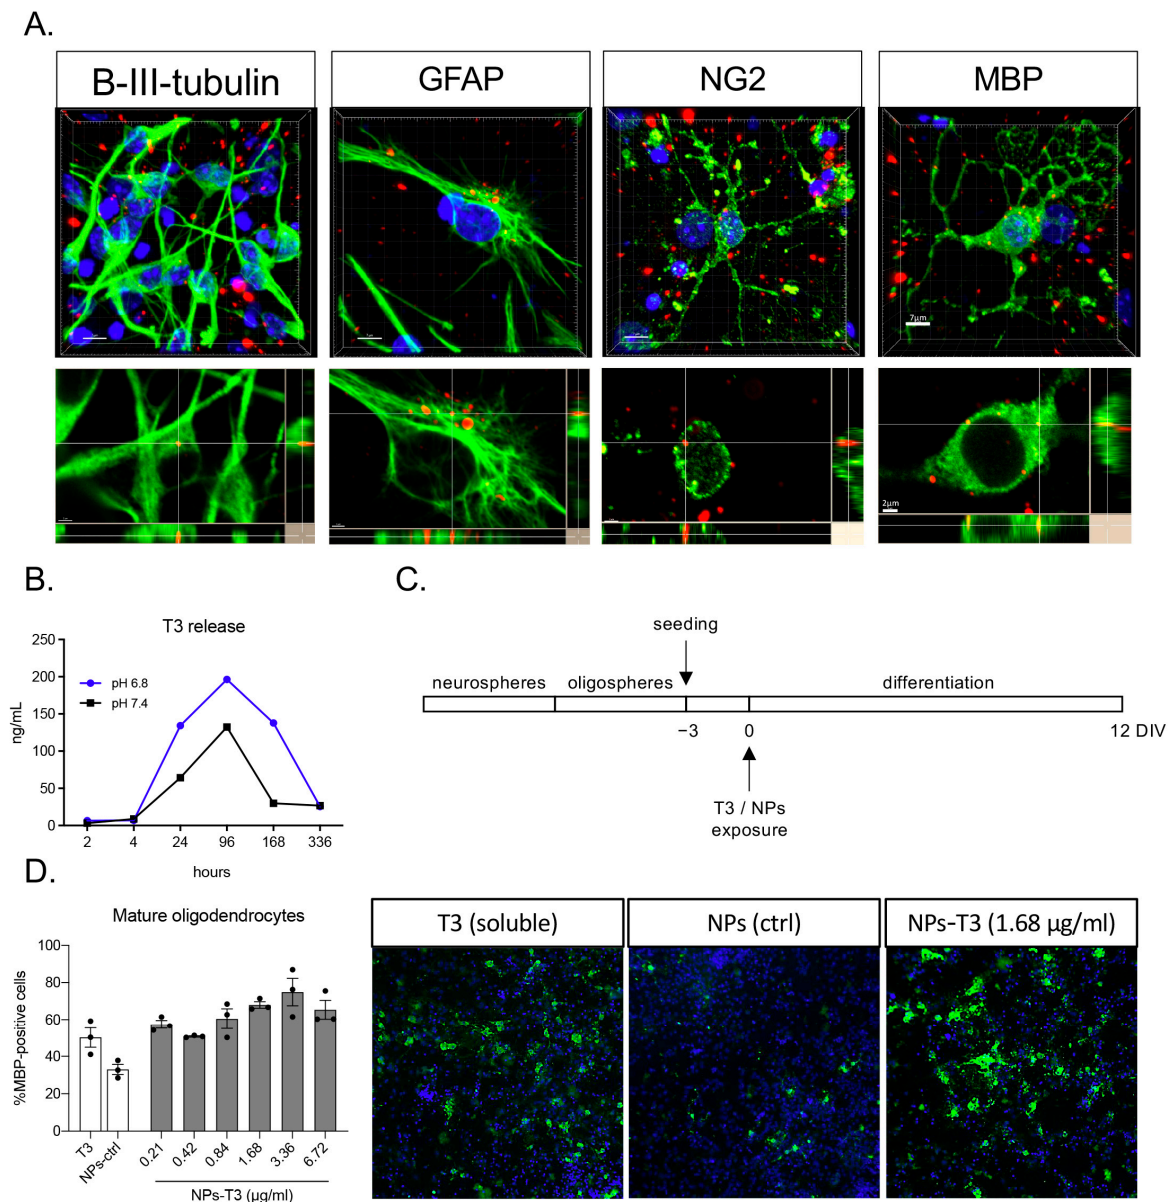 A.
B-III-tubulin
GFAP
NG2
MBP
7μm
2μm
B.
T3 release
250
200
150
100
50
0
ng/mL
pH 6.8
pH 7.4
2 4 24 96 168 336
hours
C.
seeding
neurospheres oligospheres differentiation
−3 0 12 DIV
T3 / NPs
exposure
D.
Mature oligodendrocytes
100
80
60
40
20
0
%MBP-positive cells
T3 NPs-ctrl 0.21 0.42 0.84 1.68 3.36 6.72
NPs-T3 (μg/ml)
T3 (soluble)
NPs (ctrl)
NPs-T3 (1.68 μg/ml)